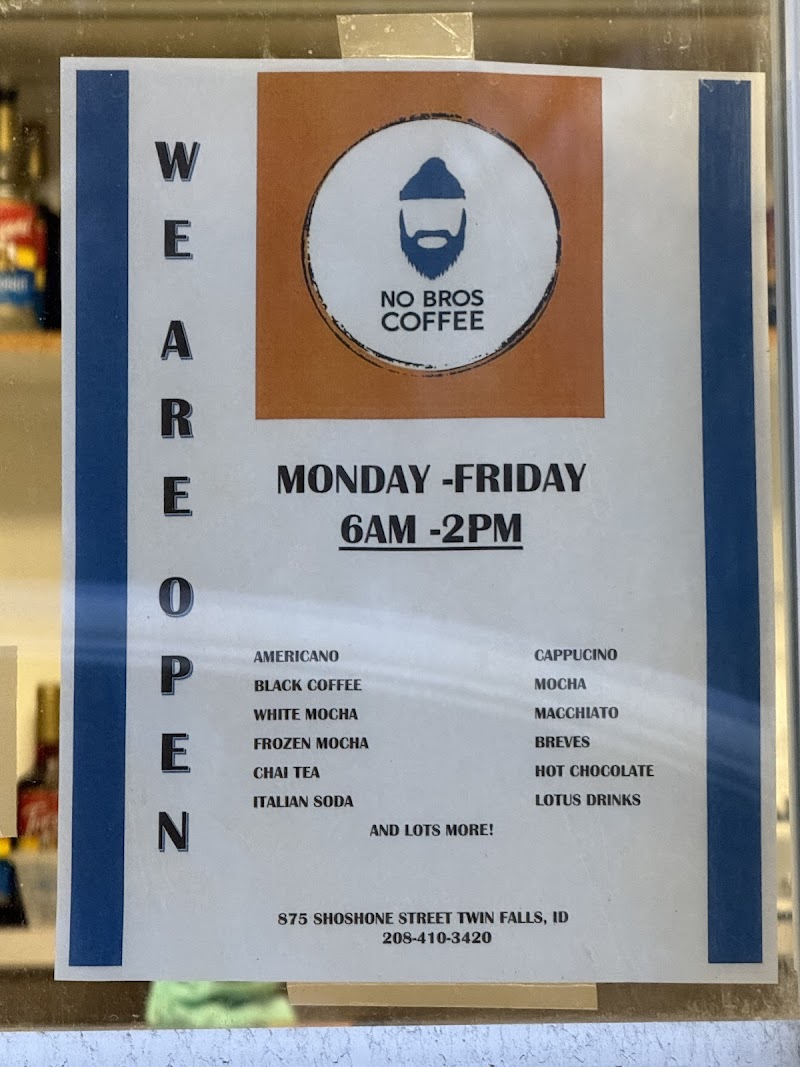 WE ARE OPEN
NO BROS
COFFEE
MONDAY -FRIDAY
6AM -2PM
AMERICANO
BLACK COFFEE
WHITE MOCHA
FROZEN MOCHA
CHAI TEA
ITALIAN SODA
CAPPUCINO
MOCHA
MACCHIATO
BREVES
HOT CHOCOLATE
LOTUS DRINKS
AND LOTS MORE!
875 SHOSHONE STREET TWIN FALLS, ID
208-410-3420